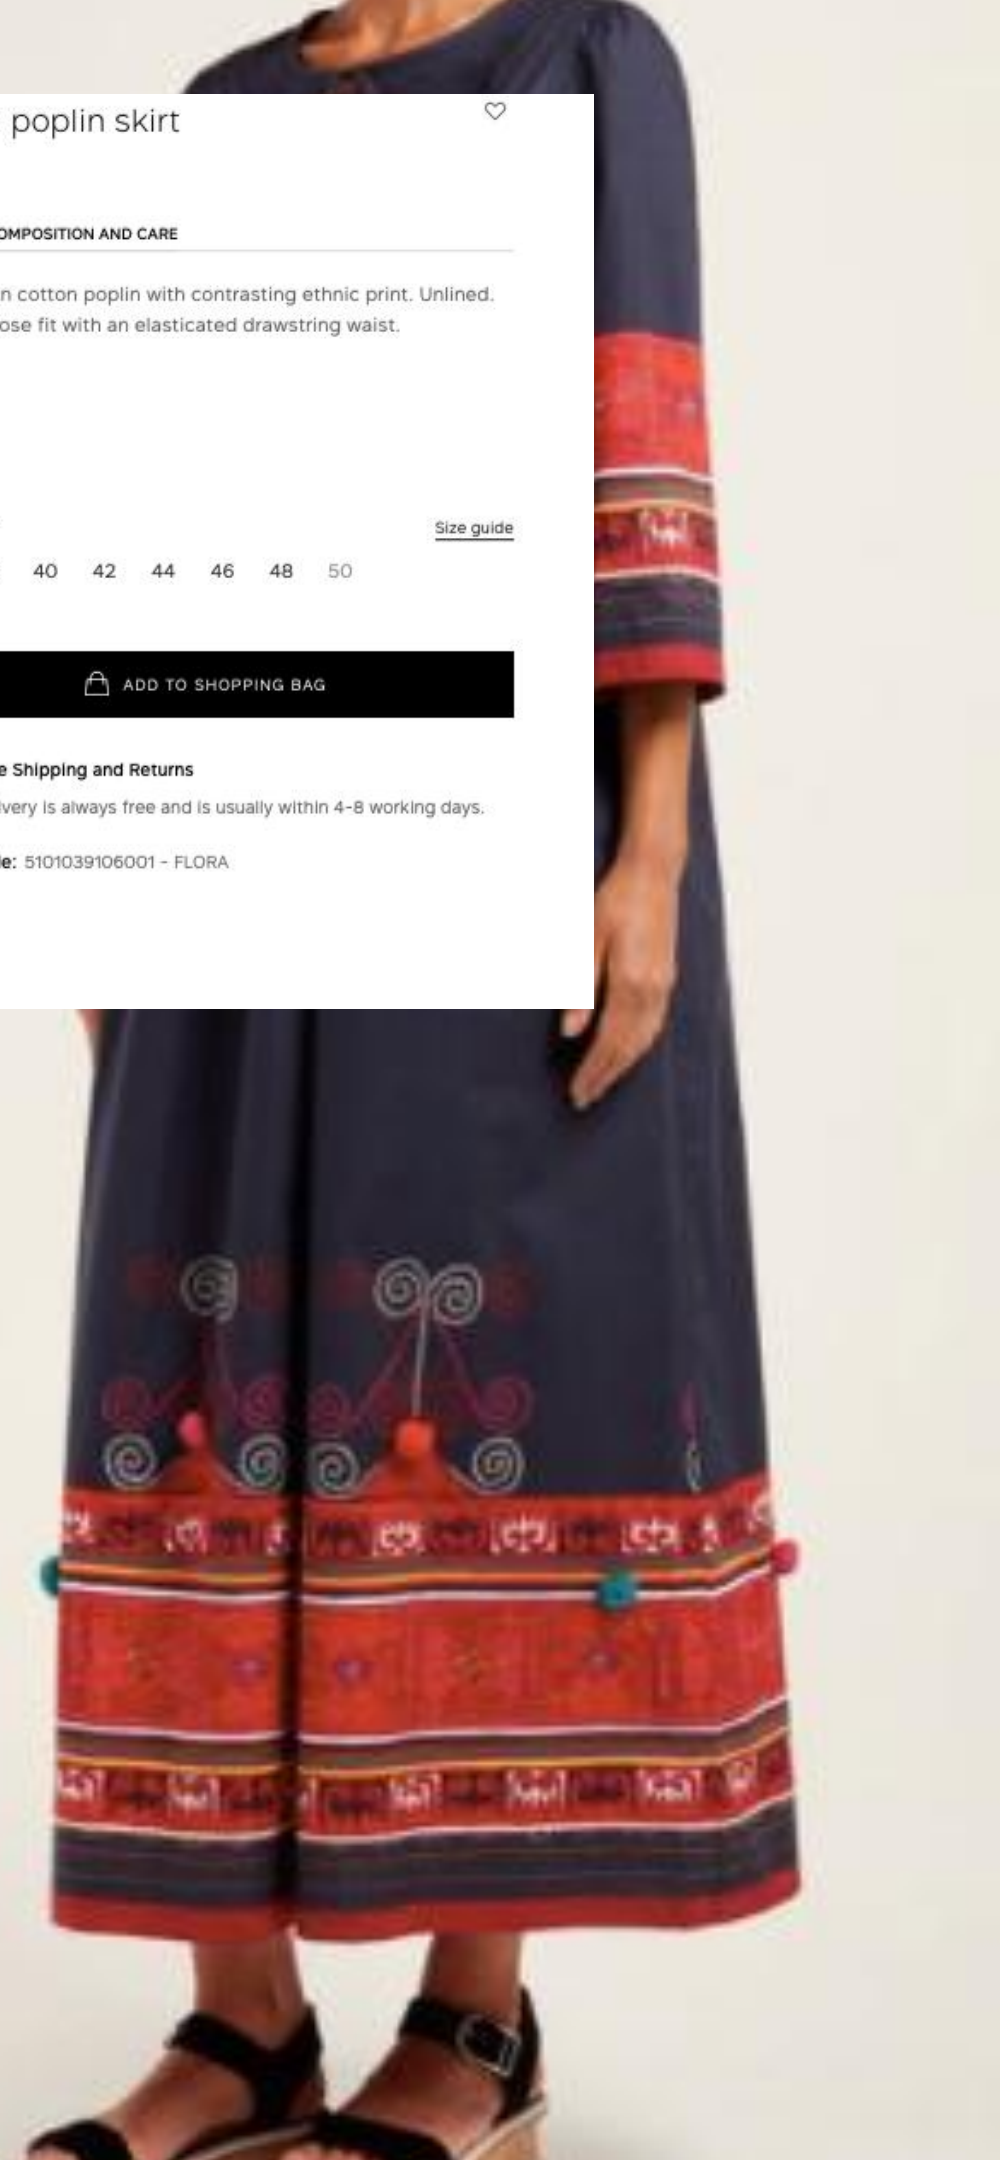 poplin skirt
OMPOSITION AND CARE
n cotton poplin with contrasting ethnic print. Unlined.
ose fit with an elasticated drawstring waist.
Size guide
40 42 44 46 48 50
ADD TO SHOPPING BAG
e Shipping and Returns
very is always free and is usually within 4-8 working days.
le: 5101039106001 - FLORA